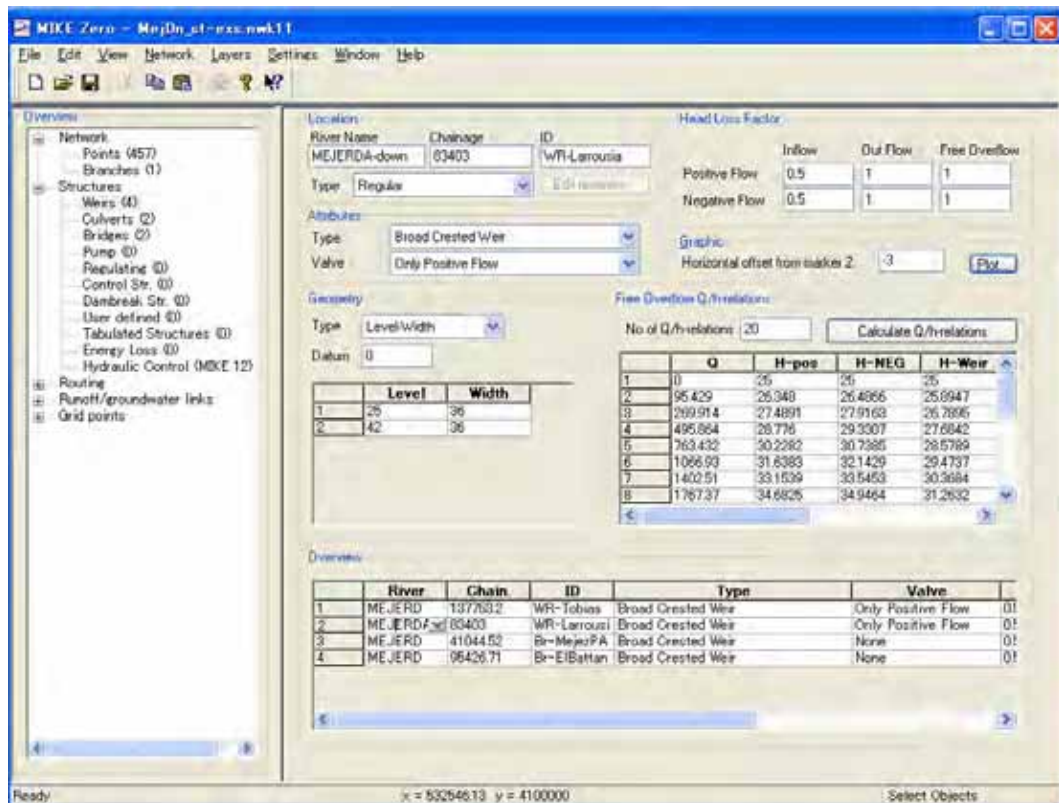 MIKE Zero - MejDn_st-exs.nwk11
File Edit View Network Layers Settings Window Help
Overview
Network
Points (457)
Branches (1)
Structures
Weirs (4)
Culverts (2)
Bridges (2)
Pump (0)
Regulating (0)
Control Str. (0)
Dambreak Str. (0)
User defined (0)
Tabulated Structures (0)
Energy Loss (0)
Hydraulic Control (MIKE 12)
Routing
Runoff/groundwater links
Grid points
Location
River Name Chainage ID
MEJERDA-down 83403 WR-Larrousia
Type Regular
Attributes
Type Broad Crested Weir
Valve Only Positive Flow
Head Loss Factor
Inflow Out Flow Free Overflow
Positive Flow 0.5 1 1
Negative Flow 0.5 1 1
Graphic
Horizontal offset from marker 2. -3 Plot...
Geometry
Type Level-Width
Datum 0
Level Width
1 25 36
2 42 36
Free Overflow Q/h-relations
No of Q/h-relations 20 Calculate Q/h-relations
Q H-pos H-NEG H-Weir
1 0 25 25 25
2 95.429 26.348 26.4866 25.8947
3 269.914 27.4891 27.9163 26.7895
4 495.864 28.776 29.3307 27.6842
5 763.432 30.2282 30.7385 28.5789
6 1066.93 31.6383 32.1429 29.4737
7 1402.51 33.1539 33.5453 30.3684
8 1767.37 34.6825 34.9464 31.2632
Overview
River Chain. ID Type Valve
1 MEJERD 137763.2 WR-Tobias Broad Crested Weir Only Positive Flow
2 MEJERDA 83403 WR-Larrousi Broad Crested Weir Only Positive Flow
3 MEJERD 41044.52 Br-MejezPA Broad Crested Weir None
4 MEJERD 95426.71 Br-ElBattan Broad Crested Weir None
Ready x = 532546.13 y = 4100000 Select Objects